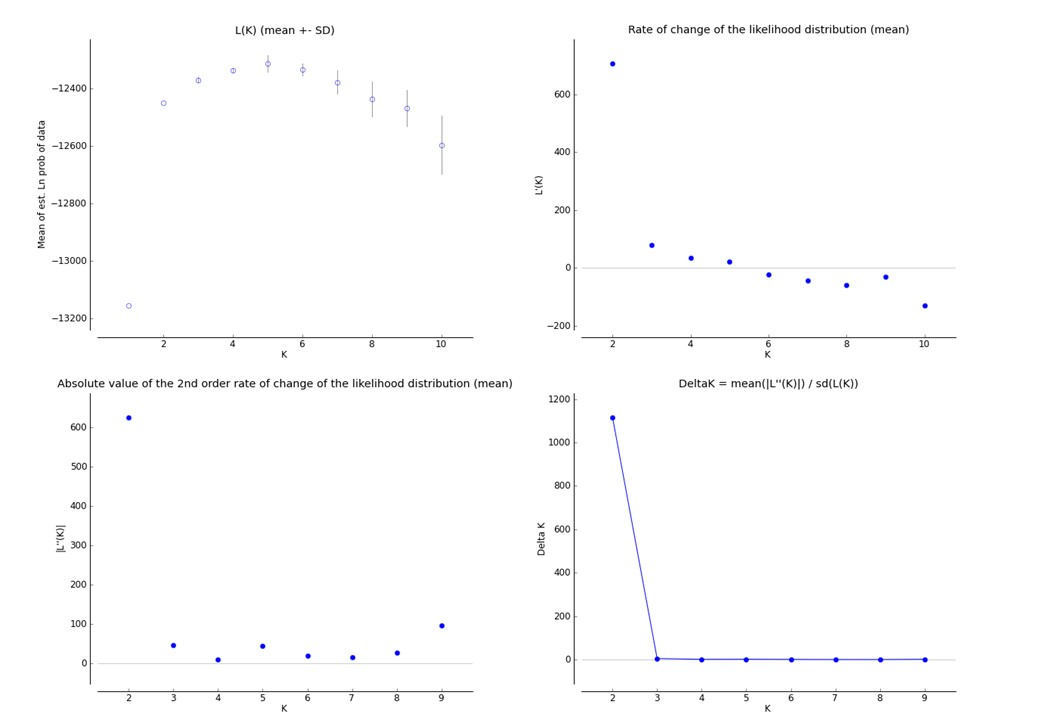 L(K) (mean +- SD)
Mean of est. Ln prob of data
−12400
−12600
−12800
−13000
−13200
2 4 6 8 10
K
Rate of change of the likelihood distribution (mean)
L'(K)
600
400
200
0
−200
2 4 6 8 10
K
Absolute value of the 2nd order rate of change of the likelihood distribution (mean)
|L''(K)|
600
500
400
300
200
100
0
2 3 4 5 6 7 8 9
K
DeltaK = mean(|L''(K)|) / sd(L(K))
Delta K
1200
1000
800
600
400
200
0
2 3 4 5 6 7 8 9
K